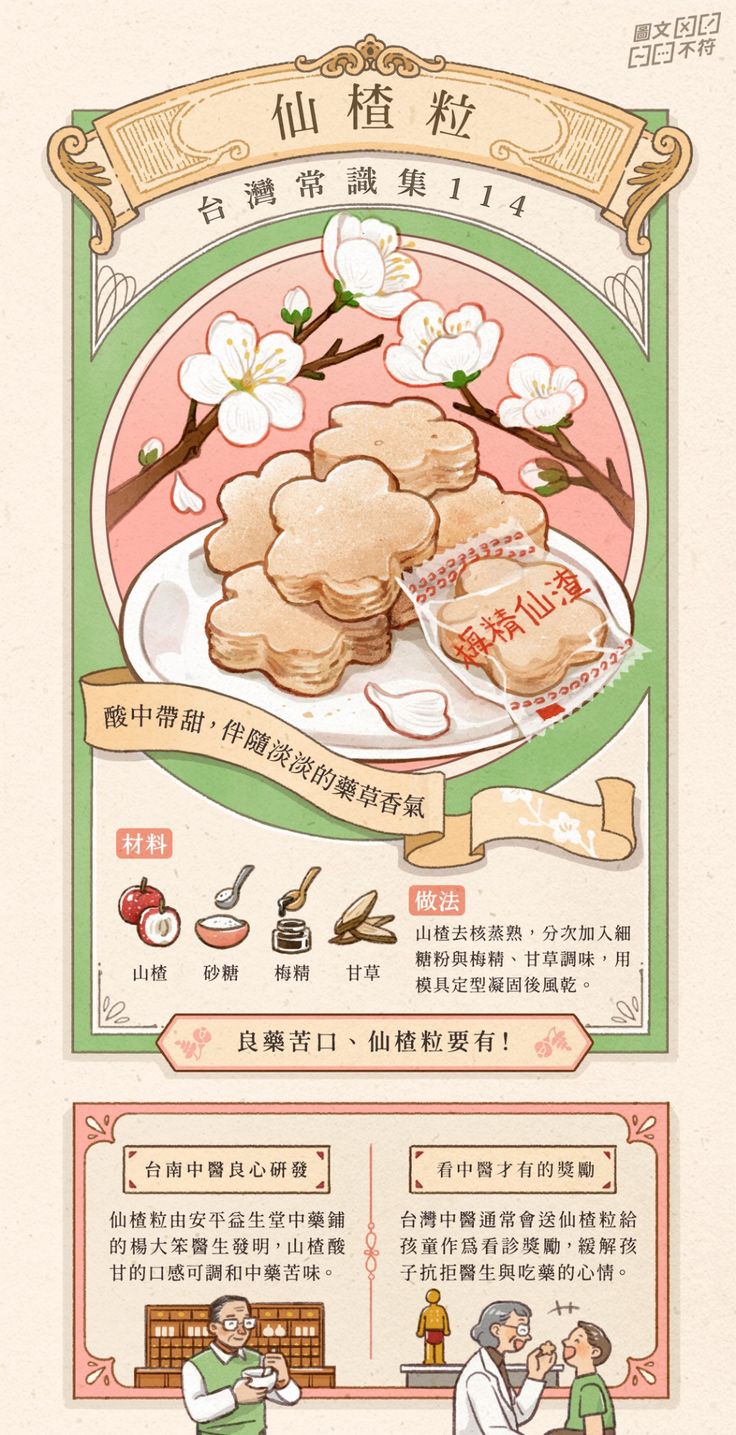 圖文
不符
仙楂粒
台灣常識集114
梅精仙渣
酸中帶甜，伴隨淡淡的藥草香氣
材料
山楂
砂糖
梅精
甘草
做法
山楂去核蒸熟，分次加入細
糖粉與梅精、甘草調味，用
模具定型凝固後風乾。
良藥苦口、仙楂粒要有！
台南中醫良心研發
仙楂粒由安平益生堂中藥鋪
的楊大笨醫生發明，山楂酸
甘的口感可調和中藥苦味。
看中醫才有的獎勵
台灣中醫通常會送仙楂粒給
孩童作為看診獎勵，緩解孩
子抗拒醫生與吃藥的心情。